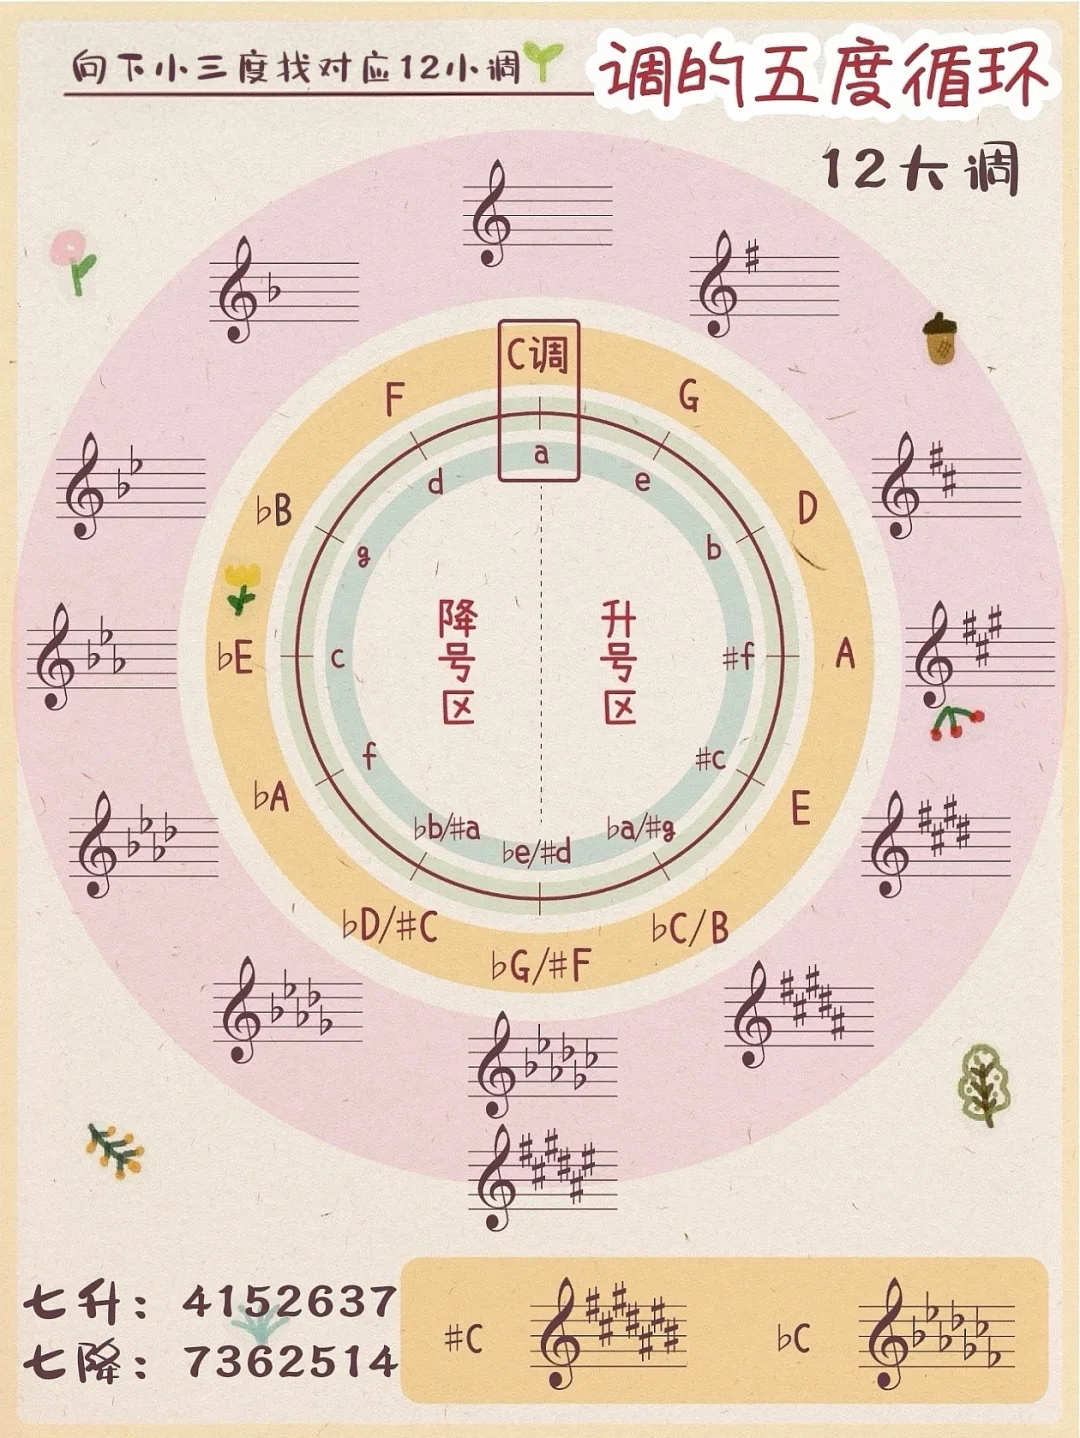 向下小三度找对应12小调
调的五度循环
12大调
C调
F
G
a
d
e
♭B
D
g
b
降号区
升号区
♭E
c
#f
A
f
#c
♭A
E
♭b/#a
♭a/#g
♭e/#d
♭D/#C
♭C/B
♭G/#F
七升：4152637
七降：7362514
#C
♭C